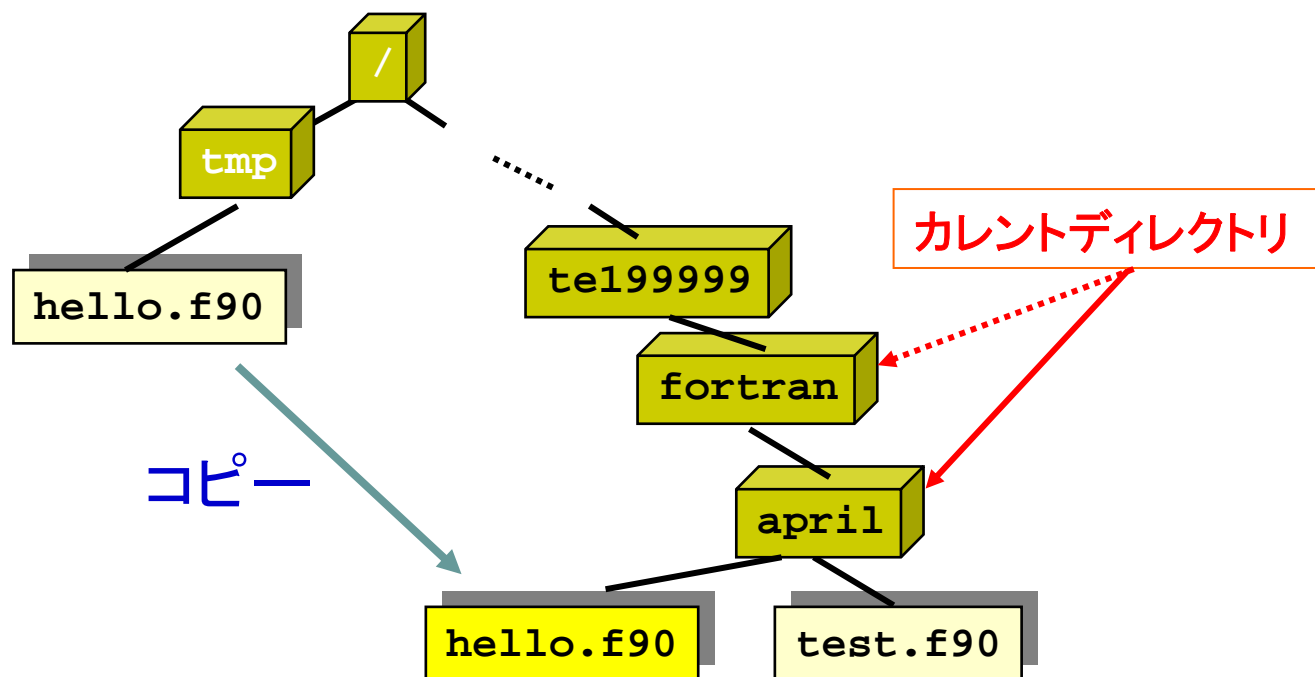 /
tmp
te199999
カレントディレクトリ
hello.f90
fortran
コピー
april
hello.f90
test.f90